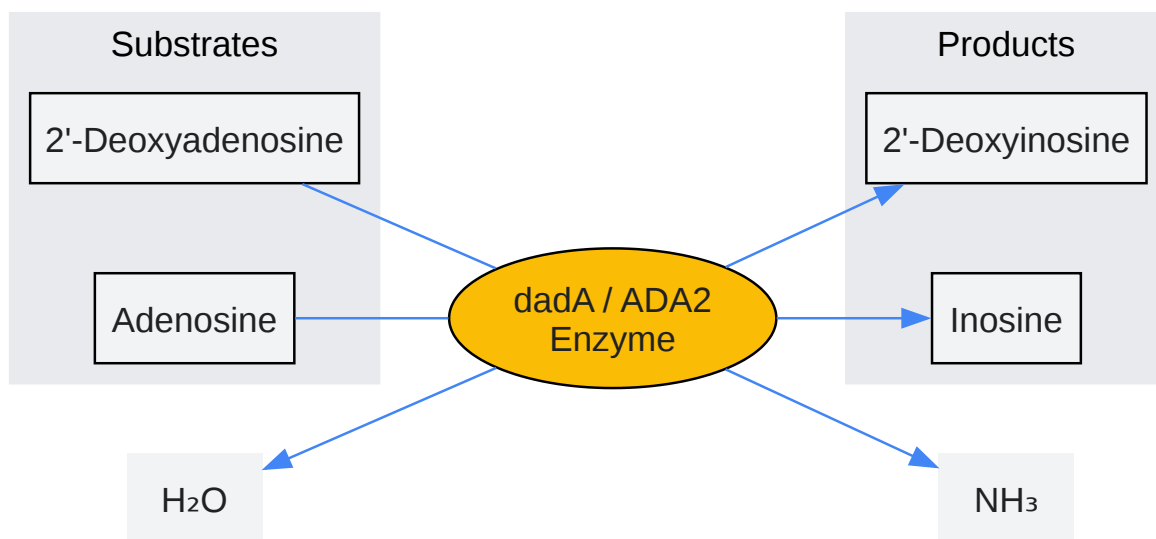 Substrates
Products
2'-Deoxyadenosine
2'-Deoxyinosine
dadA / ADA2
Enzyme
Adenosine
Inosine
H₂O
NH₃